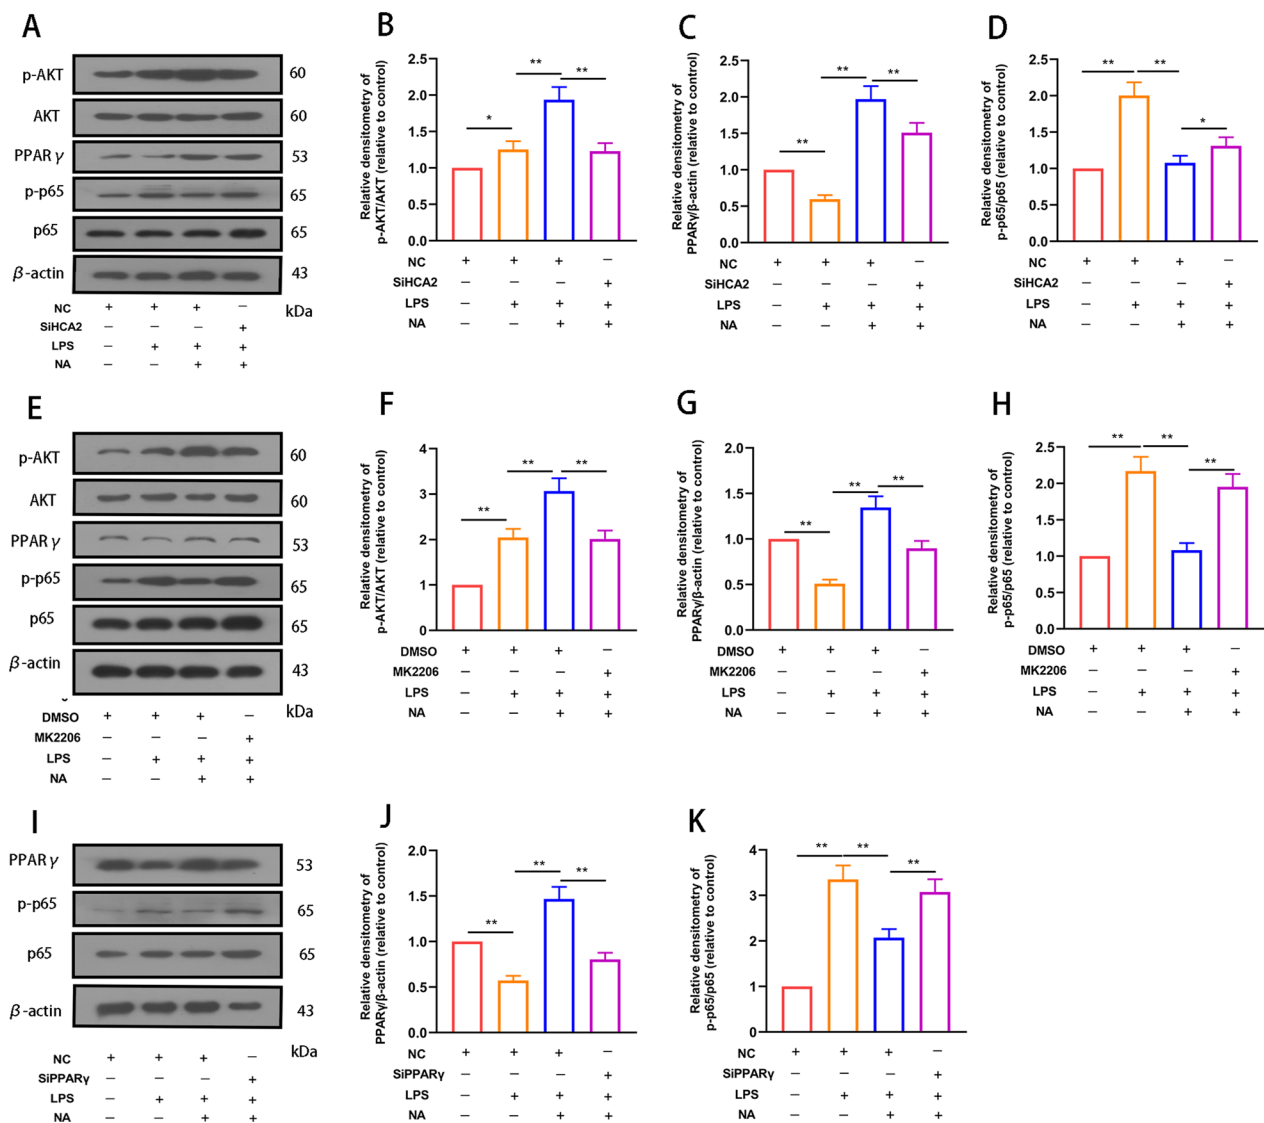 A
p-AKT 60
AKT 60
PPARγ 53
p-p65 65
p65 65
β-actin 43
kDa
NC + + + −
SiHCA2 − − − +
LPS − + + +
NA − − + +
B
Relative densitometry of
p-AKT/AKT (relative to control)
2.5
2.0
1.5
1.0
0.5
0.0
* ** **
NC + + + −
SiHCA2 − − − +
LPS − + + +
NA − − + +
C
Relative densitometry of
PPARγ/β-actin (relative to control)
2.5
2.0
1.5
1.0
0.5
0.0
** ** **
NC + + + −
SiHCA2 − − − +
LPS − + + +
NA − − + +
D
Relative densitometry of
p-p65/p65 (relative to control)
2.5
2.0
1.5
1.0
0.5
0.0
** ** *
NC + + + −
SiHCA2 − − − +
LPS − + + +
NA − − + +
E
p-AKT 60
AKT 60
PPARγ 53
p-p65 65
p65 65
β-actin 43
kDa
DMSO + + + −
MK2206 − − − +
LPS − + + +
NA − − + +
F
Relative densitometry of
p-AKT/AKT (relative to control)
4
3
2
1
0
** ** **
DMSO + + + −
MK2206 − − − +
LPS − + + +
NA − − + +
G
Relative densitometry of
PPARγ/β-actin (relative to control)
2.0
1.5
1.0
0.5
0.0
** ** **
DMSO + + + −
MK2206 − − − +
LPS − + + +
NA − − + +
H
Relative densitometry of
p-p65/p65 (relative to control)
2.5
2.0
1.5
1.0
0.5
0.0
** ** **
DMSO + + + −
MK2206 − − − +
LPS − + + +
NA − − + +
I
PPARγ 53
p-p65 65
p65 65
β-actin 43
kDa
NC + + + −
SiPPARγ − − − +
LPS − + + +
NA − − + +
J
Relative densitometry of
PPARγ/β-actin (relative to control)
2.0
1.5
1.0
0.5
0.0
** ** **
NC + + + −
SiPPARγ − − − +
LPS − + + +
NA − − + +
K
Relative densitometry of
p-p65/p65 (relative to control)
4
3
2
1
0
** ** **
NC + + + −
SiPPARγ − − − +
LPS − + + +
NA − − + +